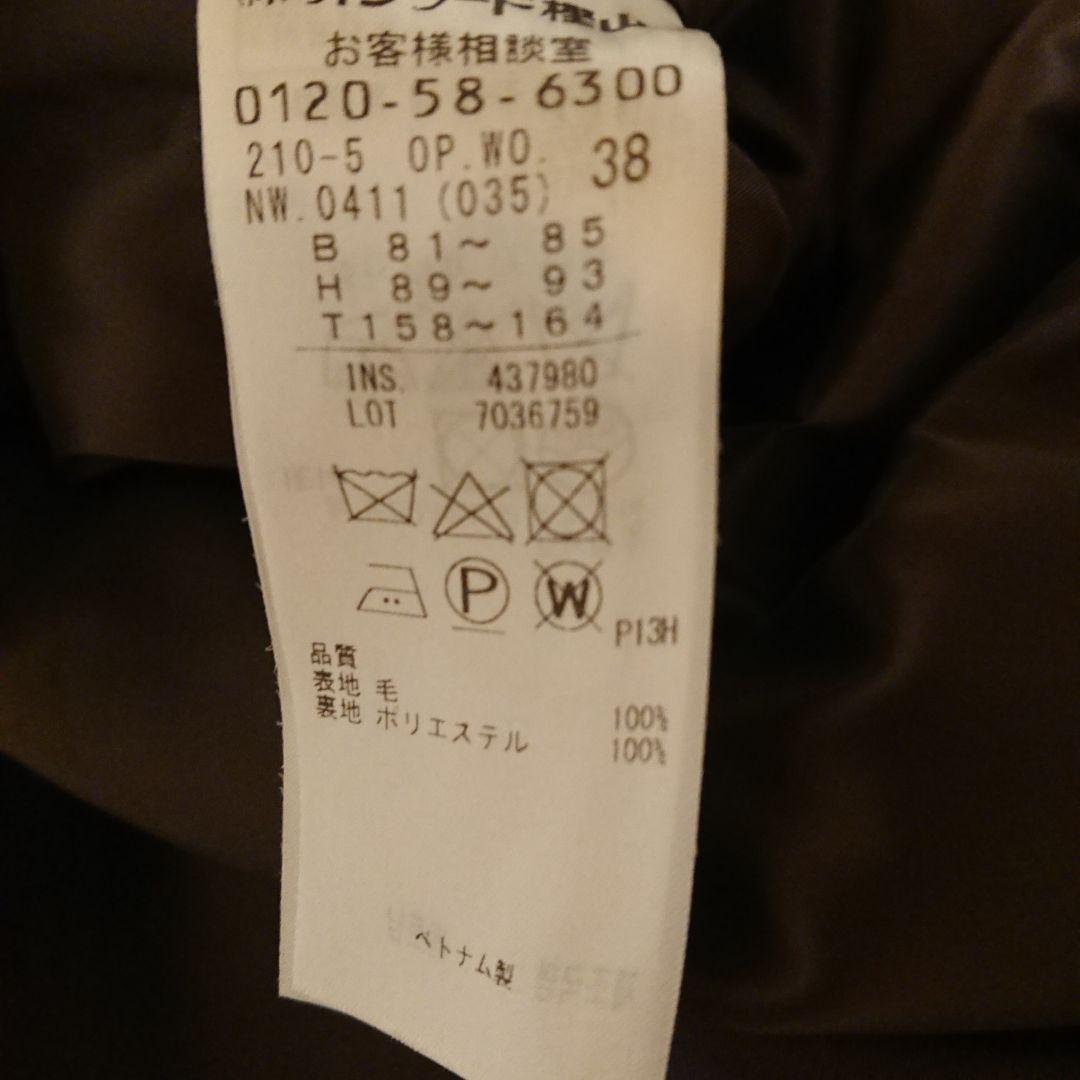 お客様相談室
0120-58-6300
210-5 OP.WO. 38
NW.0411 (035)
B 81～ 85
H 89～ 93
T158～164
INS. 437980
LOT 7036759
P W
P13H
品質
表地 毛 100%
裏地 ポリエステル 100%
ベトナム製